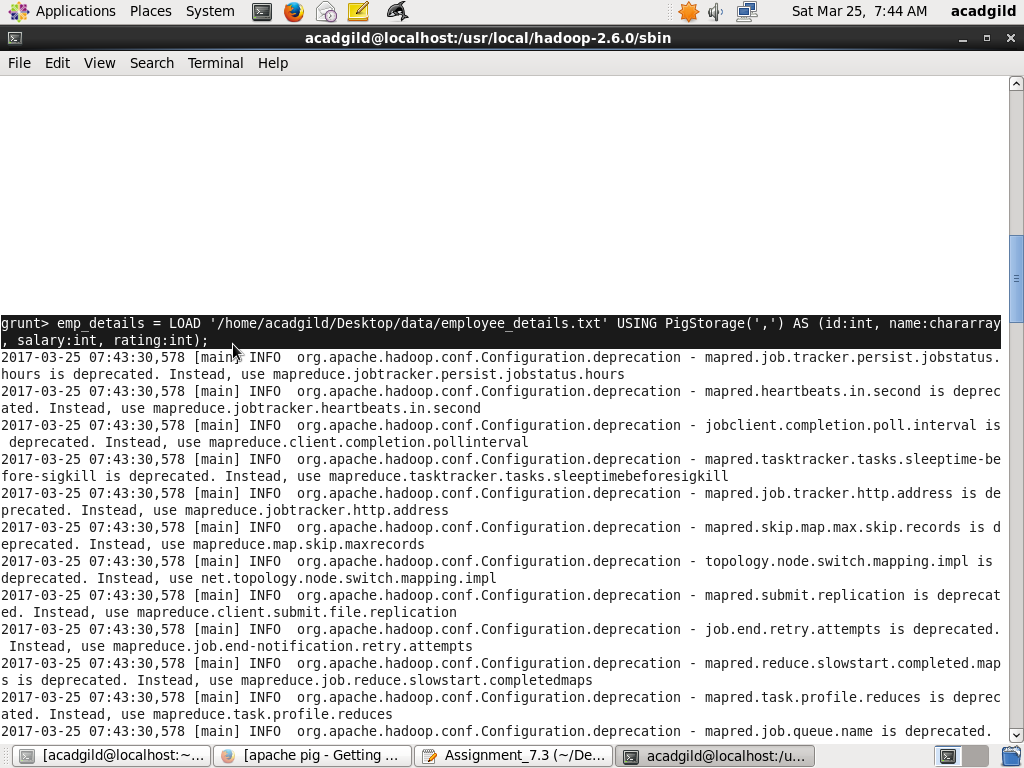 Applications Places System Sat Mar 25, 7:44 AM acadgild
acadgild@localhost:/usr/local/hadoop-2.6.0/sbin
File Edit View Search Terminal Help
grunt> emp_details = LOAD '/home/acadgild/Desktop/data/employee_details.txt' USING PigStorage(',') AS (id:int, name:chararray
, salary:int, rating:int);
2017-03-25 07:43:30,578 [main] INFO  org.apache.hadoop.conf.Configuration.deprecation - mapred.job.tracker.persist.jobstatus.
hours is deprecated. Instead, use mapreduce.jobtracker.persist.jobstatus.hours
2017-03-25 07:43:30,578 [main] INFO  org.apache.hadoop.conf.Configuration.deprecation - mapred.heartbeats.in.second is deprec
ated. Instead, use mapreduce.jobtracker.heartbeats.in.second
2017-03-25 07:43:30,578 [main] INFO  org.apache.hadoop.conf.Configuration.deprecation - jobclient.completion.poll.interval is
 deprecated. Instead, use mapreduce.client.completion.pollinterval
2017-03-25 07:43:30,578 [main] INFO  org.apache.hadoop.conf.Configuration.deprecation - mapred.tasktracker.tasks.sleeptime-be
fore-sigkill is deprecated. Instead, use mapreduce.tasktracker.tasks.sleeptimebeforesigkill
2017-03-25 07:43:30,578 [main] INFO  org.apache.hadoop.conf.Configuration.deprecation - mapred.job.tracker.http.address is de
precated. Instead, use mapreduce.jobtracker.http.address
2017-03-25 07:43:30,578 [main] INFO  org.apache.hadoop.conf.Configuration.deprecation - mapred.skip.map.max.skip.records is d
eprecated. Instead, use mapreduce.map.skip.maxrecords
2017-03-25 07:43:30,578 [main] INFO  org.apache.hadoop.conf.Configuration.deprecation - topology.node.switch.mapping.impl is
deprecated. Instead, use net.topology.node.switch.mapping.impl
2017-03-25 07:43:30,578 [main] INFO  org.apache.hadoop.conf.Configuration.deprecation - mapred.submit.replication is deprecat
ed. Instead, use mapreduce.client.submit.file.replication
2017-03-25 07:43:30,578 [main] INFO  org.apache.hadoop.conf.Configuration.deprecation - job.end.retry.attempts is deprecated.
 Instead, use mapreduce.job.end-notification.retry.attempts
2017-03-25 07:43:30,578 [main] INFO  org.apache.hadoop.conf.Configuration.deprecation - mapred.reduce.slowstart.completed.map
s is deprecated. Instead, use mapreduce.job.reduce.slowstart.completedmaps
2017-03-25 07:43:30,578 [main] INFO  org.apache.hadoop.conf.Configuration.deprecation - mapred.task.profile.reduces is deprec
ated. Instead, use mapreduce.task.profile.reduces
2017-03-25 07:43:30,578 [main] INFO  org.apache.hadoop.conf.Configuration.deprecation - mapred.job.queue.name is deprecated.
[acadgild@localhost:~... [apache pig - Getting ... Assignment_7.3 (~/De... acadgild@localhost:/u...